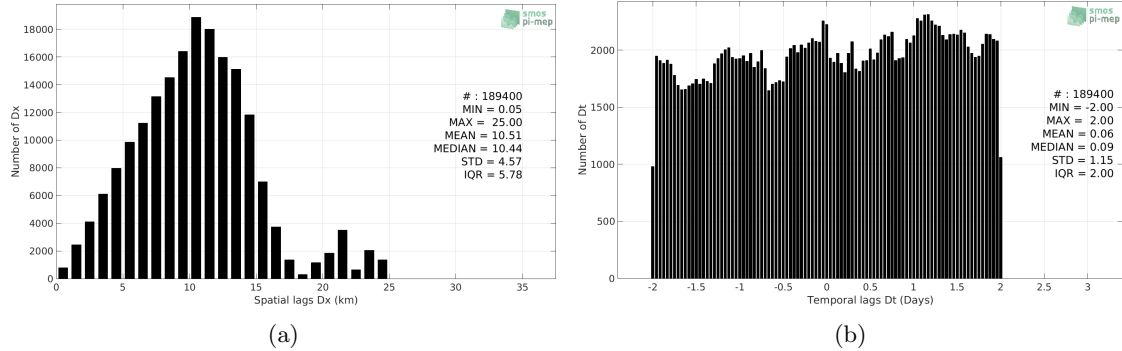 smos
pi-mep
18000
16000
14000
12000
10000
8000
6000
4000
2000
0
Number of Dx
# : 189400
MIN = 0.05
MAX = 25.00
MEAN = 10.51
MEDIAN = 10.44
STD = 4.57
IQR = 5.78
0 5 10 15 20 25 30 35
Spatial lags Dx (km)
(a)
smos
pi-mep
2000
1500
1000
500
0
Number of Dt
# : 189400
MIN = -2.00
MAX = 2.00
MEAN = 0.06
MEDIAN = 0.09
STD = 1.15
IQR = 2.00
-2 -1.5 -1 -0.5 0 0.5 1 1.5 2 2.5 3
Temporal lags Dt (Days)
(b)